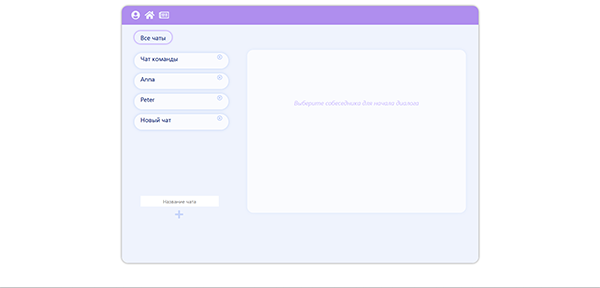 Все чаты
Чат команды
Anna
Peter
Новый чат
Выберите собеседника для начала диалога
Название чата